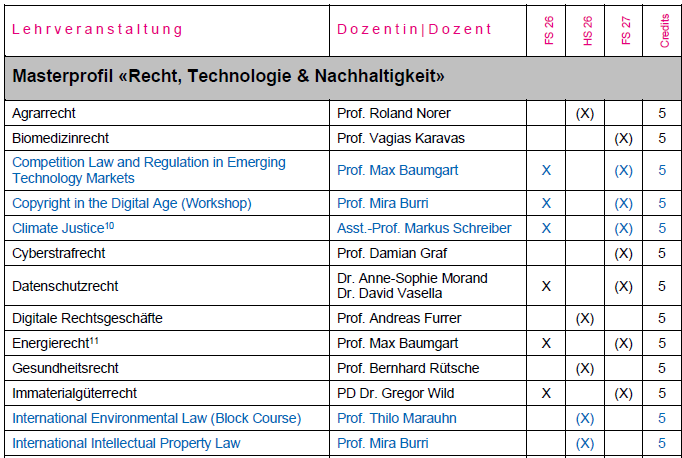 Lehrveranstaltung Dozentin|Dozent FS 26 HS 26 FS 27 Credits
Masterprofil «Recht, Technologie & Nachhaltigkeit»
Agrarrecht Prof. Roland Norer (X) 5
Biomedizinrecht Prof. Vagias Karavas (X) 5
Competition Law and Regulation in Emerging
Technology Markets Prof. Max Baumgart X (X) 5
Copyright in the Digital Age (Workshop) Prof. Mira Burri X (X) 5
Climate Justice¹⁰ Asst.-Prof. Markus Schreiber X (X) 5
Cyberstrafrecht Prof. Damian Graf (X) 5
Datenschutzrecht Dr. Anne-Sophie Morand
Dr. David Vasella X (X) 5
Digitale Rechtsgeschäfte Prof. Andreas Furrer (X) 5
Energierecht¹¹ Prof. Max Baumgart X (X) 5
Gesundheitsrecht Prof. Bernhard Rütsche (X) 5
Immaterialgüterrecht PD Dr. Gregor Wild X (X) 5
International Environmental Law (Block Course) Prof. Thilo Marauhn (X) 5
International Intellectual Property Law Prof. Mira Burri (X) 5